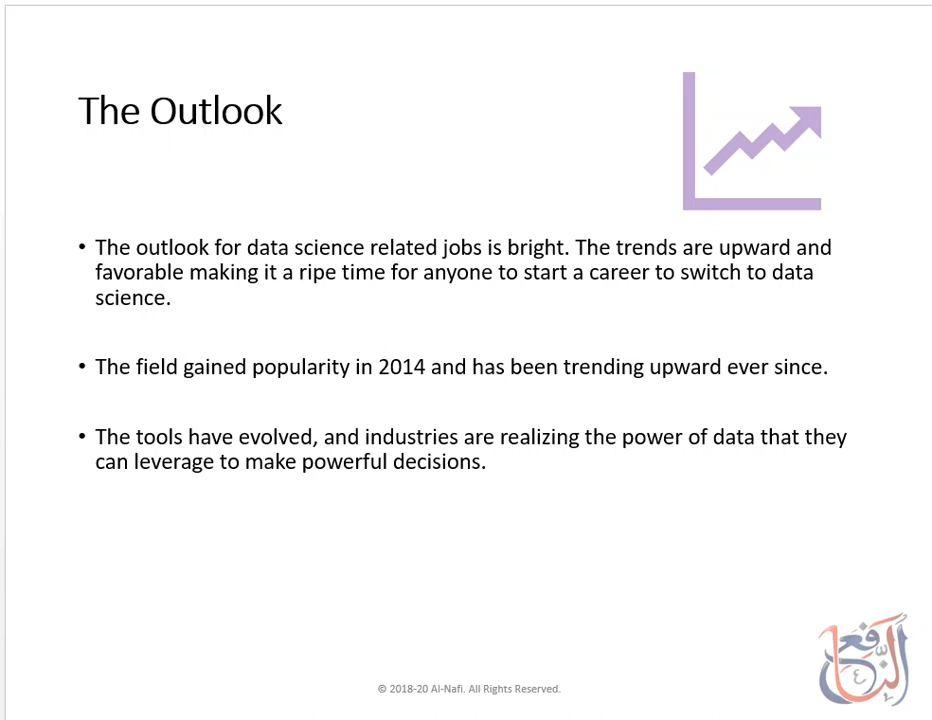 The Outlook
• The outlook for data science related jobs is bright. The trends are upward and
favorable making it a ripe time for anyone to start a career to switch to data
science.
• The field gained popularity in 2014 and has been trending upward ever since.
• The tools have evolved, and industries are realizing the power of data that they
can leverage to make powerful decisions.
© 2018-20 Al-Nafi. All Rights Reserved.